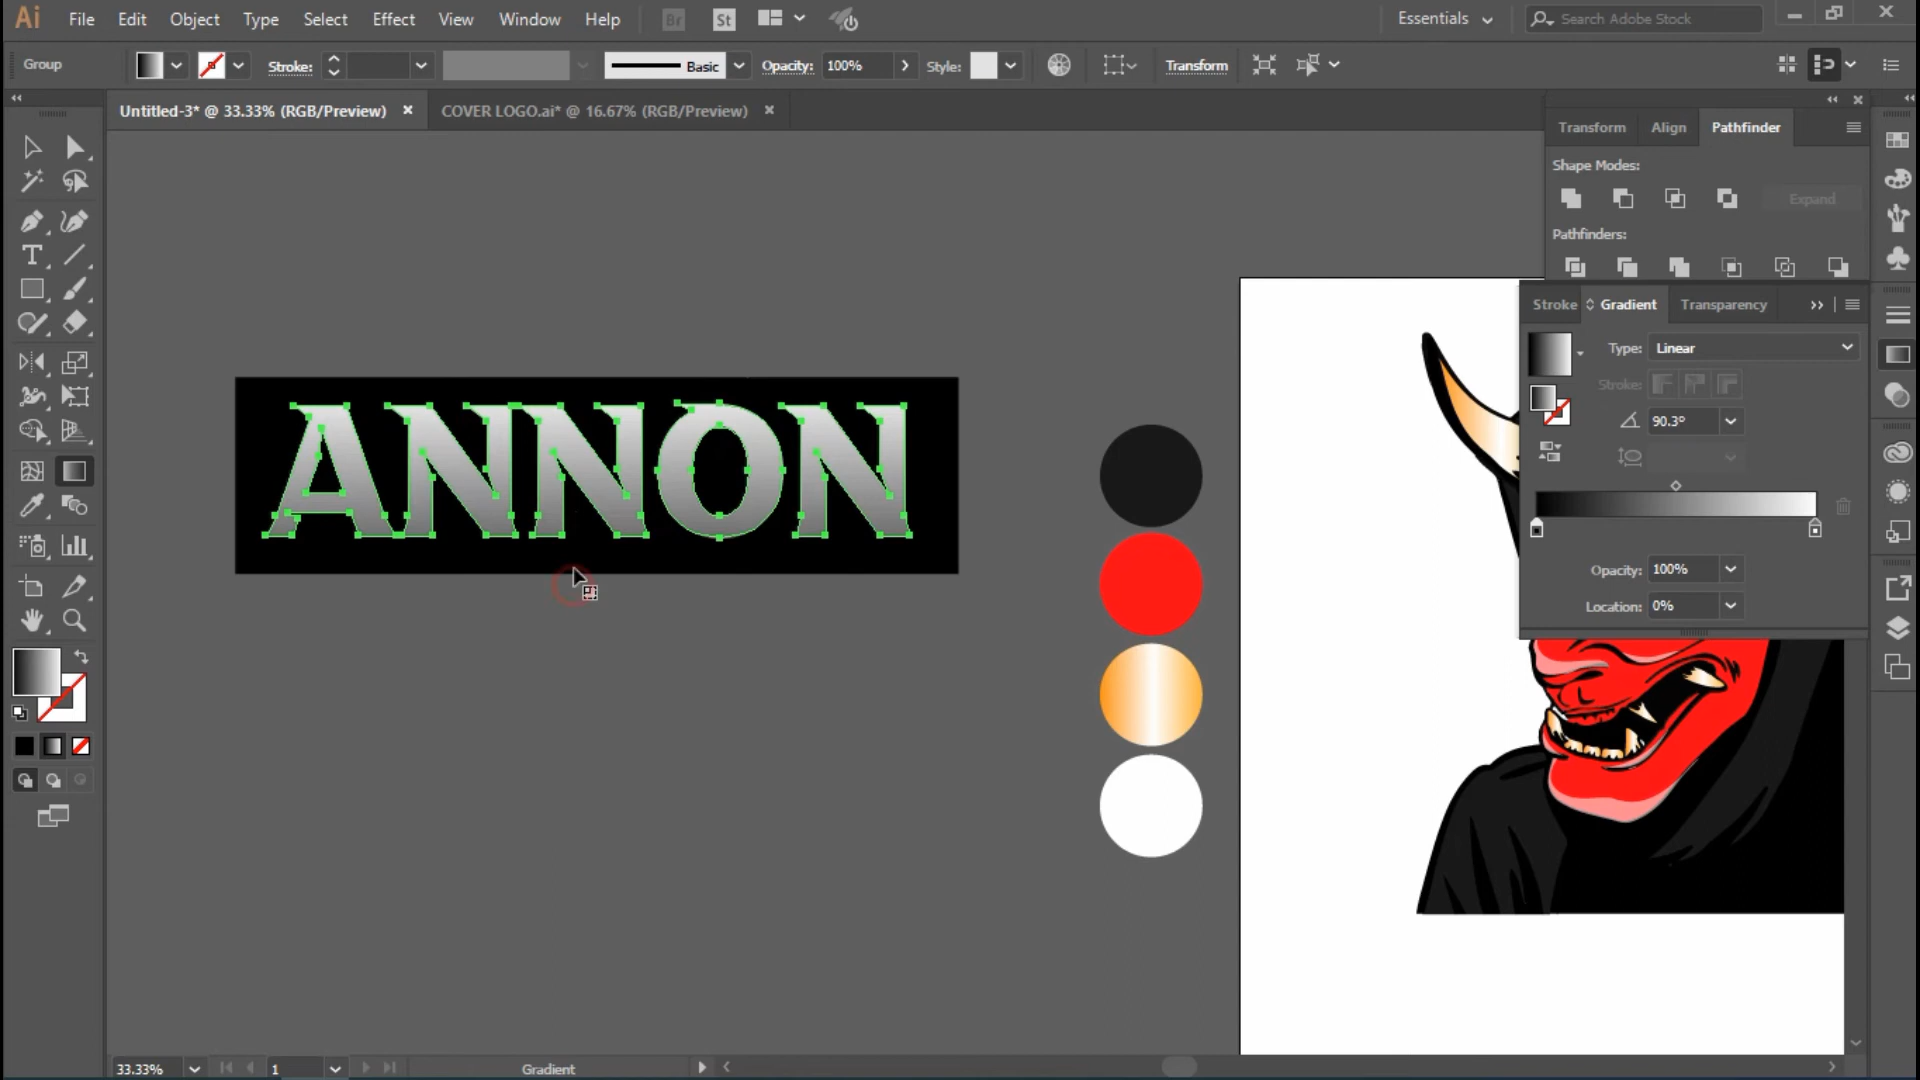 Ai File Edit Object Type Select Effect View Window Help Br St Essentials Search Adobe Stock
Group Stroke: Basic Opacity: 100% Style: Transform
Untitled-3* @ 33.33% (RGB/Preview) COVER LOGO.ai* @ 16.67% (RGB/Preview)
Transform Align Pathfinder
Shape Modes:
Expand
Pathfinders:
Stroke Gradient Transparency
Type: Linear
Stroke:
90.3°
Opacity: 100%
Location: 0%
ANNON
33.33% 1 Gradient